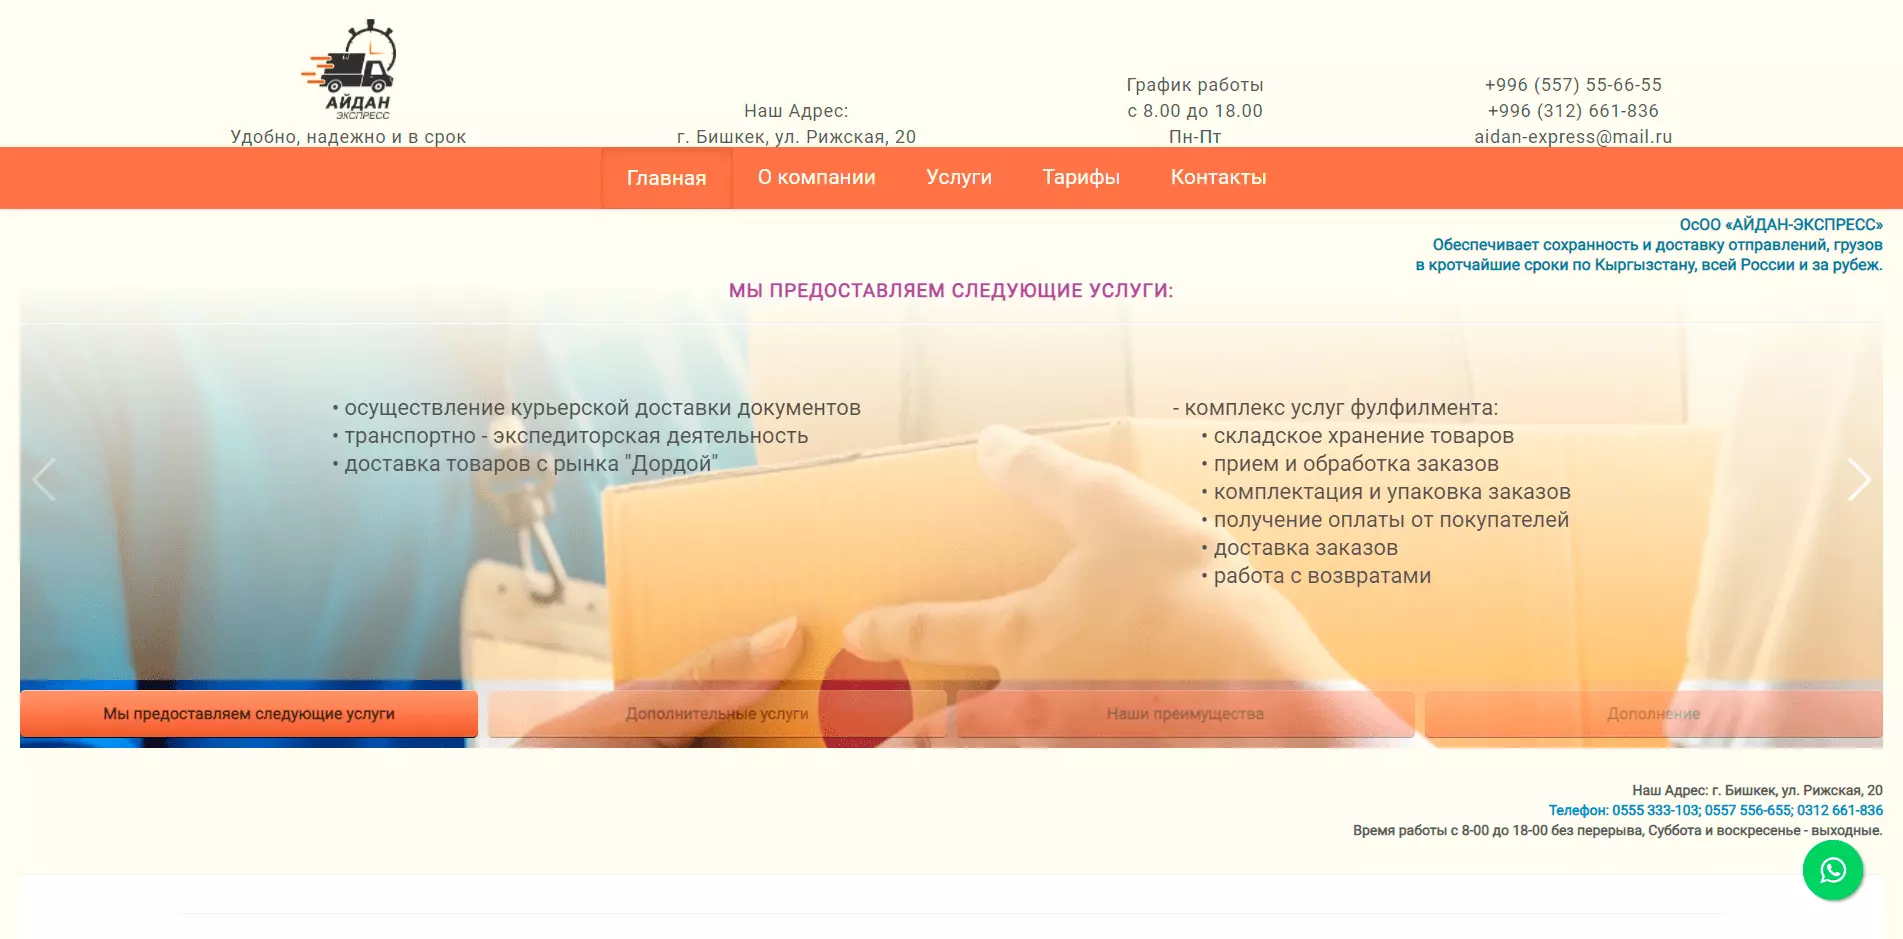 АЙДАН
ЭКСПРЕСС
Удобно, надежно и в срок
Наш Адрес:
г. Бишкек, ул. Рижская, 20
График работы
с 8.00 до 18.00
Пн-Пт
+996 (557) 55-66-55
+996 (312) 661-836
aidan-express@mail.ru
Главная
О компании
Услуги
Тарифы
Контакты
ОсОО «АЙДАН-ЭКСПРЕСС»
Обеспечивает сохранность и доставку отправлений, грузов
в кротчайшие сроки по Кыргызстану, всей России и за рубеж.
МЫ ПРЕДОСТАВЛЯЕМ СЛЕДУЮЩИЕ УСЛУГИ:
• осуществление курьерской доставки документов
• транспортно - экспедиторская деятельность
• доставка товаров с рынка "Дордой"
- комплекс услуг фулфилмента:
• складское хранение товаров
• прием и обработка заказов
• комплектация и упаковка заказов
• получение оплаты от покупателей
• доставка заказов
• работа с возвратами
Мы предоставляем следующие услуги
Дополнительные услуги
Наши преимущества
Дополнение
Наш Адрес: г. Бишкек, ул. Рижская, 20
Телефон: 0555 333-103; 0557 556-655; 0312 661-836
Время работы с 8-00 до 18-00 без перерыва, Суббота и воскресенье - выходные.